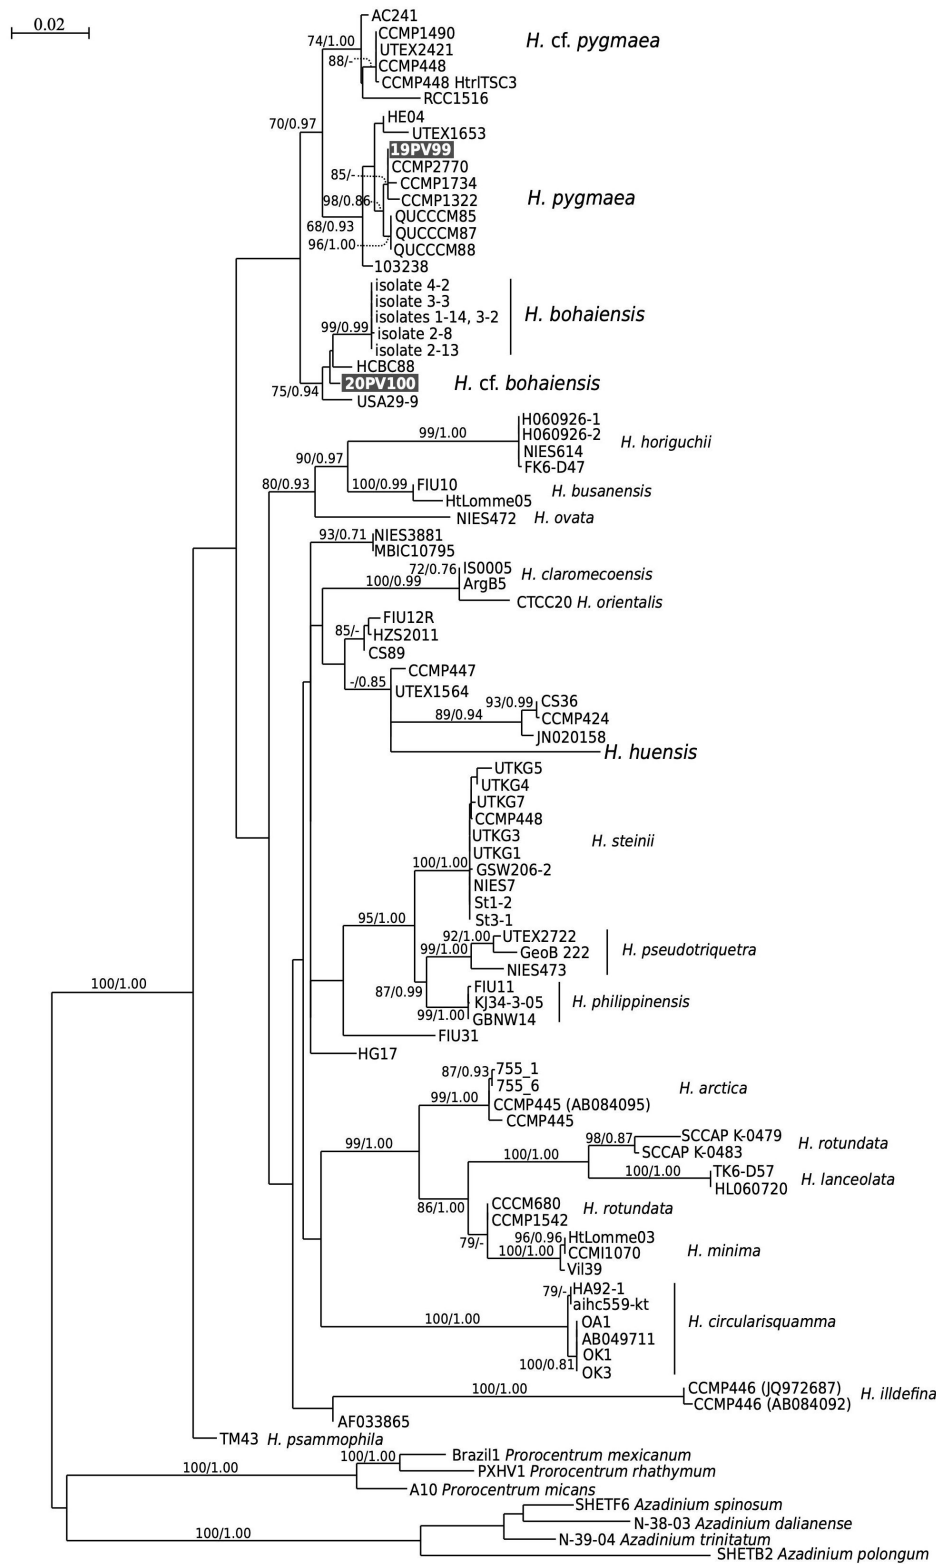 0.02
AC241
CCMP1490
H. cf. pygmaea
74/1.00
UTEX2421
88/-
CCMP448
CCMP448 HtrlTSC3
RCC1516
HE04
70/0.97
UTEX1653
19PV99
CCMP2770
85/-
CCMP1734
98/0.86
CCMP1322
H. pygmaea
QUCCCM85
68/0.93
QUCCCM87
96/1.00
QUCCCM88
103238
isolate 4-2
isolate 3-3
isolates 1-14, 3-2
H. bohaiensis
99/0.99
isolate 2-8
isolate 2-13
HCBC88
20PV100
H. cf. bohaiensis
75/0.94
USA29-9
H060926-1
99/1.00
H060926-2
H. horiguchii
NIES614
90/0.97
FK6-D47
80/0.93
100/0.99
FIU10
H. busanensis
HtLomme05
NIES472 H. ovata
93/0.71
NIES3881
MBIC10795
72/0.76
IS0005
H. claromecoensis
100/0.99
ArgB5
CTCC20 H. orientalis
FIU12R
85/-
HZS2011
CS89
CCMP447
-/0.85
UTEX1564
93/0.99
CS36
89/0.94
CCMP424
JN020158
H. huensis
UTKG5
UTKG4
UTKG7
CCMP448
UTKG3
H. steinii
UTKG1
100/1.00
GSW206-2
NIES7
St1-2
95/1.00
St3-1
92/1.00
UTEX2722
99/1.00
GeoB 222
H. pseudotriquetra
NIES473
87/0.99
FIU11
KJ34-3-05
H. philippinensis
99/1.00
GBNW14
100/1.00
FIU31
HG17
87/0.93
755_1
755_6
H. arctica
99/1.00
CCMP445 (AB084095)
CCMP445
99/1.00
98/0.87
SCCAP K-0479
H. rotundata
100/1.00
SCCAP K-0483
100/1.00
TK6-D57
H. lanceolata
HL060720
86/1.00
CCCM680
H. rotundata
CCMP1542
79/-
96/0.96
HtLomme03
100/1.00
CCMI1070
H. minima
Vil39
79/-
HA92-1
aihc559-kt
100/1.00
OA1
H. circularisquamma
AB049711
OK1
100/0.81
OK3
100/1.00
CCMP446 (JQ972687)
H. illdefina
CCMP446 (AB084092)
AF033865
TM43 H. psammophila
100/1.00
Brazil1 Prorocentrum mexicanum
100/1.00
PXHV1 Prorocentrum rhathymum
A10 Prorocentrum micans
SHETF6 Azadinium spinosum
N-38-03 Azadinium dalianense
100/1.00
N-39-04 Azadinium trinitatum
SHETB2 Azadinium polongum